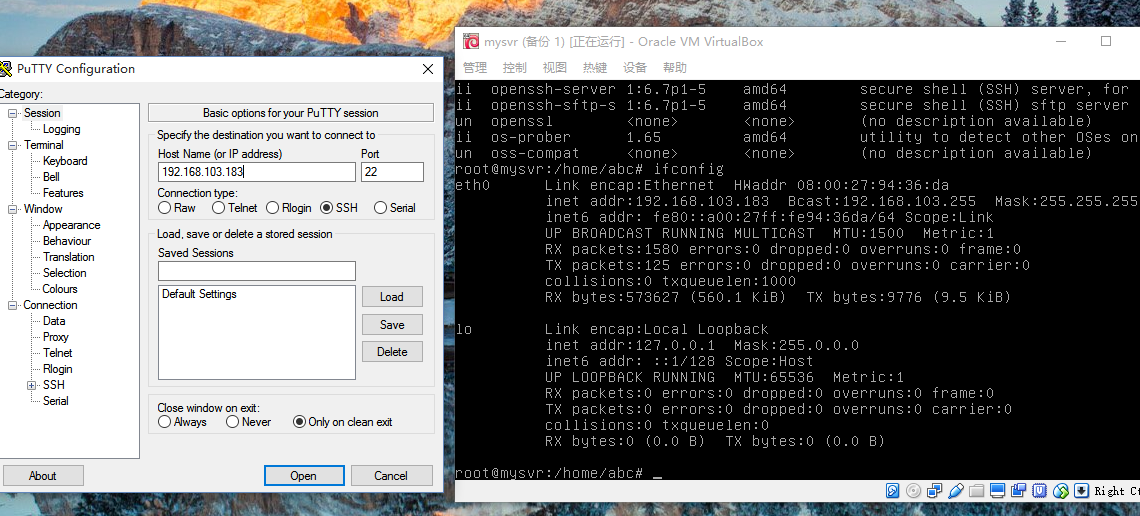 PuTTY Configuration
Category:
Session
Logging
Terminal
Keyboard
Bell
Features
Window
Appearance
Behaviour
Translation
Selection
Colours
Connection
Data
Proxy
Telnet
Rlogin
SSH
Serial
Basic options for your PuTTY session
Specify the destination you want to connect to
Host Name (or IP address) Port
192.168.103.183 22
Connection type:
Raw Telnet Rlogin SSH Serial
Load, save or delete a stored session
Saved Sessions
Default Settings
Load
Save
Delete
Close window on exit:
Always Never Only on clean exit
About Open Cancel
mysvr (备份 1) [正在运行] - Oracle VM VirtualBox
管理 控制 视图 热键 设备 帮助
ii openssh-server 1:6.7p1-5 amd64 secure shell (SSH) server, for
ii openssh-sftp-s 1:6.7p1-5 amd64 secure shell (SSH) sftp server
un openssl <none> <none> (no description available)
ii os-prober 1.65 amd64 utility to detect other OSes on
un oss-compat <none> <none> (no description available)
root@mysvr:/home/abc# ifconfig
eth0 Link encap:Ethernet HWaddr 08:00:27:94:36:da
inet addr:192.168.103.183 Bcast:192.168.103.255 Mask:255.255.255
inet6 addr: fe80::a00:27ff:fe94:36da/64 Scope:Link
UP BROADCAST RUNNING MULTICAST MTU:1500 Metric:1
RX packets:1580 errors:0 dropped:0 overruns:0 frame:0
TX packets:125 errors:0 dropped:0 overruns:0 carrier:0
collisions:0 txqueuelen:1000
RX bytes:573627 (560.1 KiB) TX bytes:9776 (9.5 KiB)
lo Link encap:Local Loopback
inet addr:127.0.0.1 Mask:255.0.0.0
inet6 addr: ::1/128 Scope:Host
UP LOOPBACK RUNNING MTU:65536 Metric:1
RX packets:0 errors:0 dropped:0 overruns:0 frame:0
TX packets:0 errors:0 dropped:0 overruns:0 carrier:0
collisions:0 txqueuelen:0
RX bytes:0 (0.0 B) TX bytes:0 (0.0 B)
root@mysvr:/home/abc# _
Right Ct